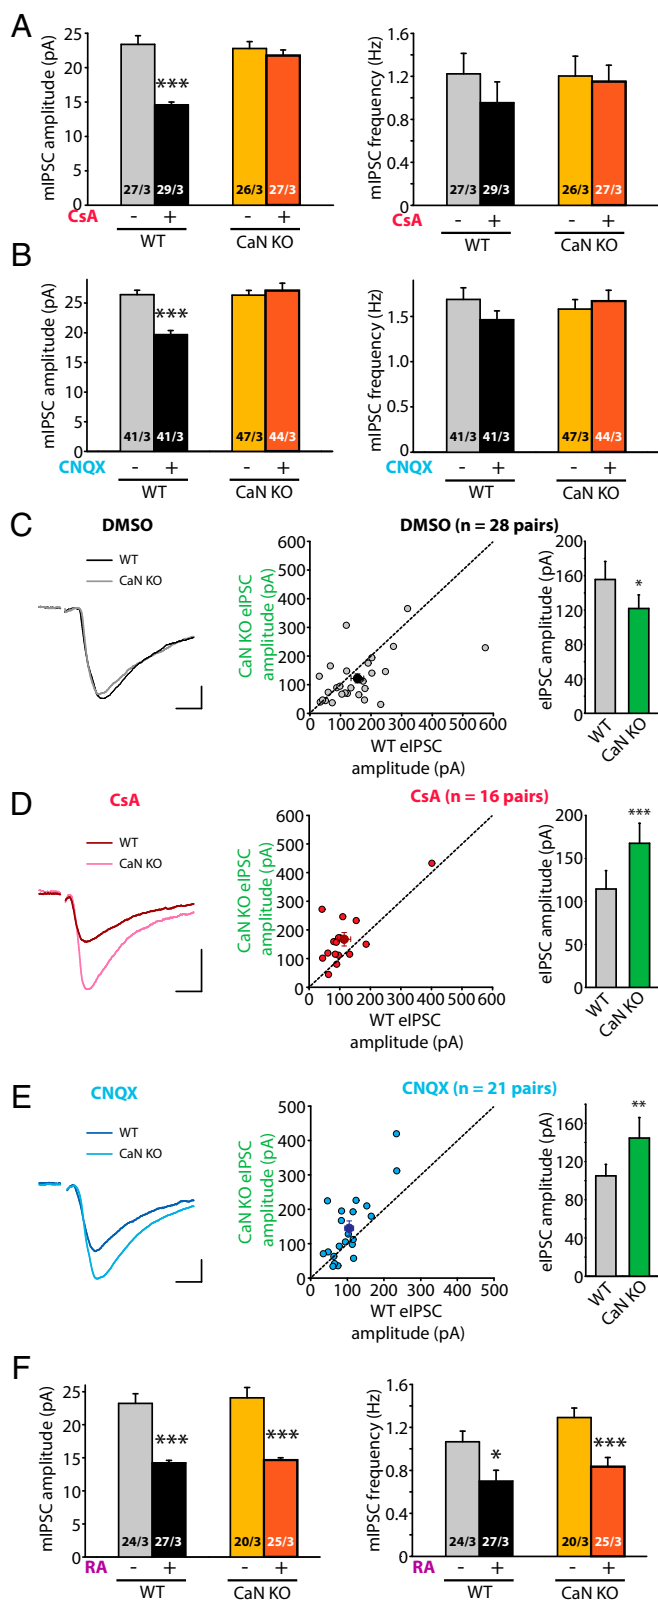 A
mIPSC amplitude (pA)
25
20
15
10
5
0
***
27/3 29/3 26/3 27/3
CsA - + - +
WT CaN KO
mIPSC frequency (Hz)
1.6
1.2
0.8
0.4
0
27/3 29/3 26/3 27/3
CsA - + - +
WT CaN KO
B
mIPSC amplitude (pA)
25
20
15
10
5
0
***
41/3 41/3 47/3 44/3
CNQX - + - +
WT CaN KO
mIPSC frequency (Hz)
1.5
1.0
0.5
0
41/3 41/3 47/3 44/3
CNQX - + - +
WT CaN KO
C
DMSO
WT
CaN KO
DMSO (n = 28 pairs)
CaN KO eIPSC
amplitude (pA)
600
500
400
300
200
100
0
0 100 200 300 400 500 600
WT eIPSC
amplitude (pA)
eIPSC amplitude (pA)
200
160
120
80
40
0
*
WT
CaN KO
D
CsA
WT
CaN KO
CsA (n = 16 pairs)
CaN KO eIPSC
amplitude (pA)
600
500
400
300
200
100
0
0 100 200 300 400 500 600
WT eIPSC
amplitude (pA)
eIPSC amplitude (pA)
200
150
100
50
0
***
WT
CaN KO
E
CNQX
WT
CaN KO
CNQX (n = 21 pairs)
CaN KO eIPSC
amplitude (pA)
500
400
300
200
100
0
0 100 200 300 400 500
WT eIPSC
amplitude (pA)
eIPSC amplitude (pA)
160
120
80
40
0
**
WT
CaN KO
F
mIPSC amplitude (pA)
25
20
15
10
5
0
*** ***
24/3 27/3 20/3 25/3
RA - + - +
WT CaN KO
mIPSC frequency (Hz)
1.6
1.2
0.8
0.4
0
* ***
24/3 27/3 20/3 25/3
RA - + - +
WT CaN KO